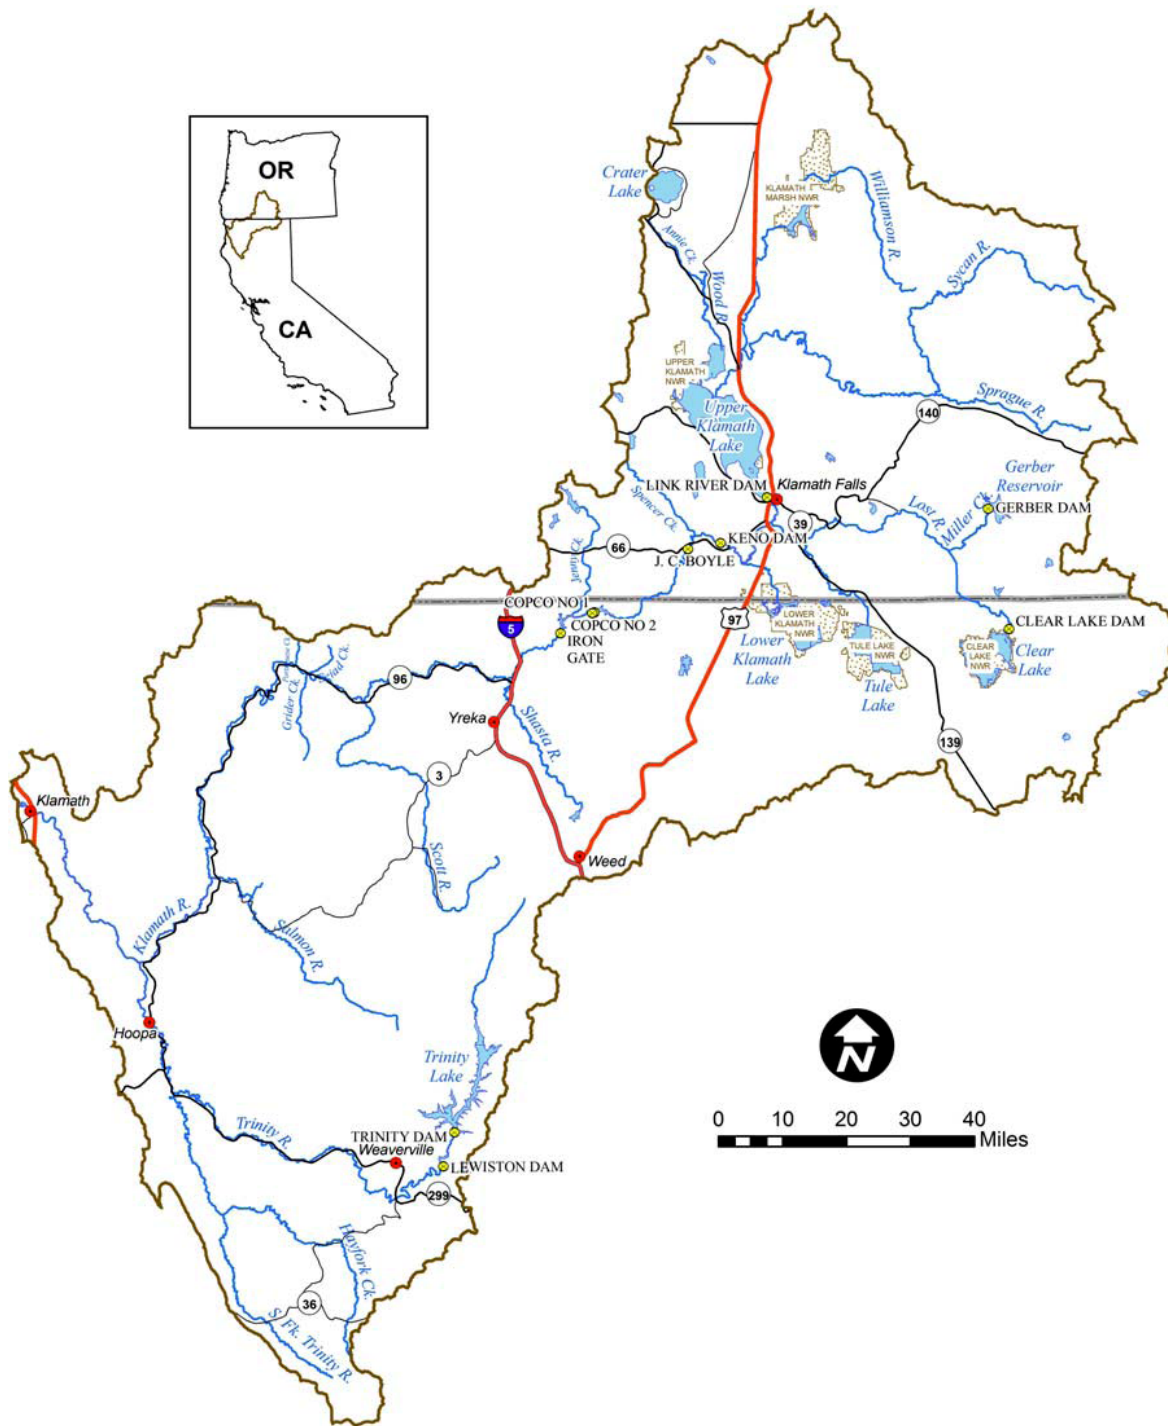 OR
CA
Crater
Lake
KLAMATH
MARSH NWR
Williamson R.
Annie Ck.
Wood R.
Sycan R.
UPPER
KLAMATH
NWR
Upper
Klamath
Lake
Sprague R.
140
LINK RIVER DAM
Klamath Falls
Gerber
Reservoir
Lost R.
Miller Ck.
GERBER DAM
Spencer Ck.
39
KENO DAM
66
J. C. BOYLE
Jenny Ck.
COPCO NO 1
COPCO NO 2
IRON
GATE
5
97
LOWER
KLAMATH
NWR
Lower
Klamath
Lake
TULE LAKE
NWR
Tule
Lake
CLEAR LAKE DAM
CLEAR
LAKE
NWR
Clear
Lake
139
Grider Ck.
96
Yreka
Shasta R.
3
Klamath
Scott R.
Weed
Klamath R.
Salmon R.
Hoopa
Trinity
Lake
N
0 10 20 30 40
Miles
Trinity R.
TRINITY DAM
Weaverville
LEWISTON DAM
299
Hayfork Ck.
36
S. Fk. Trinity R.